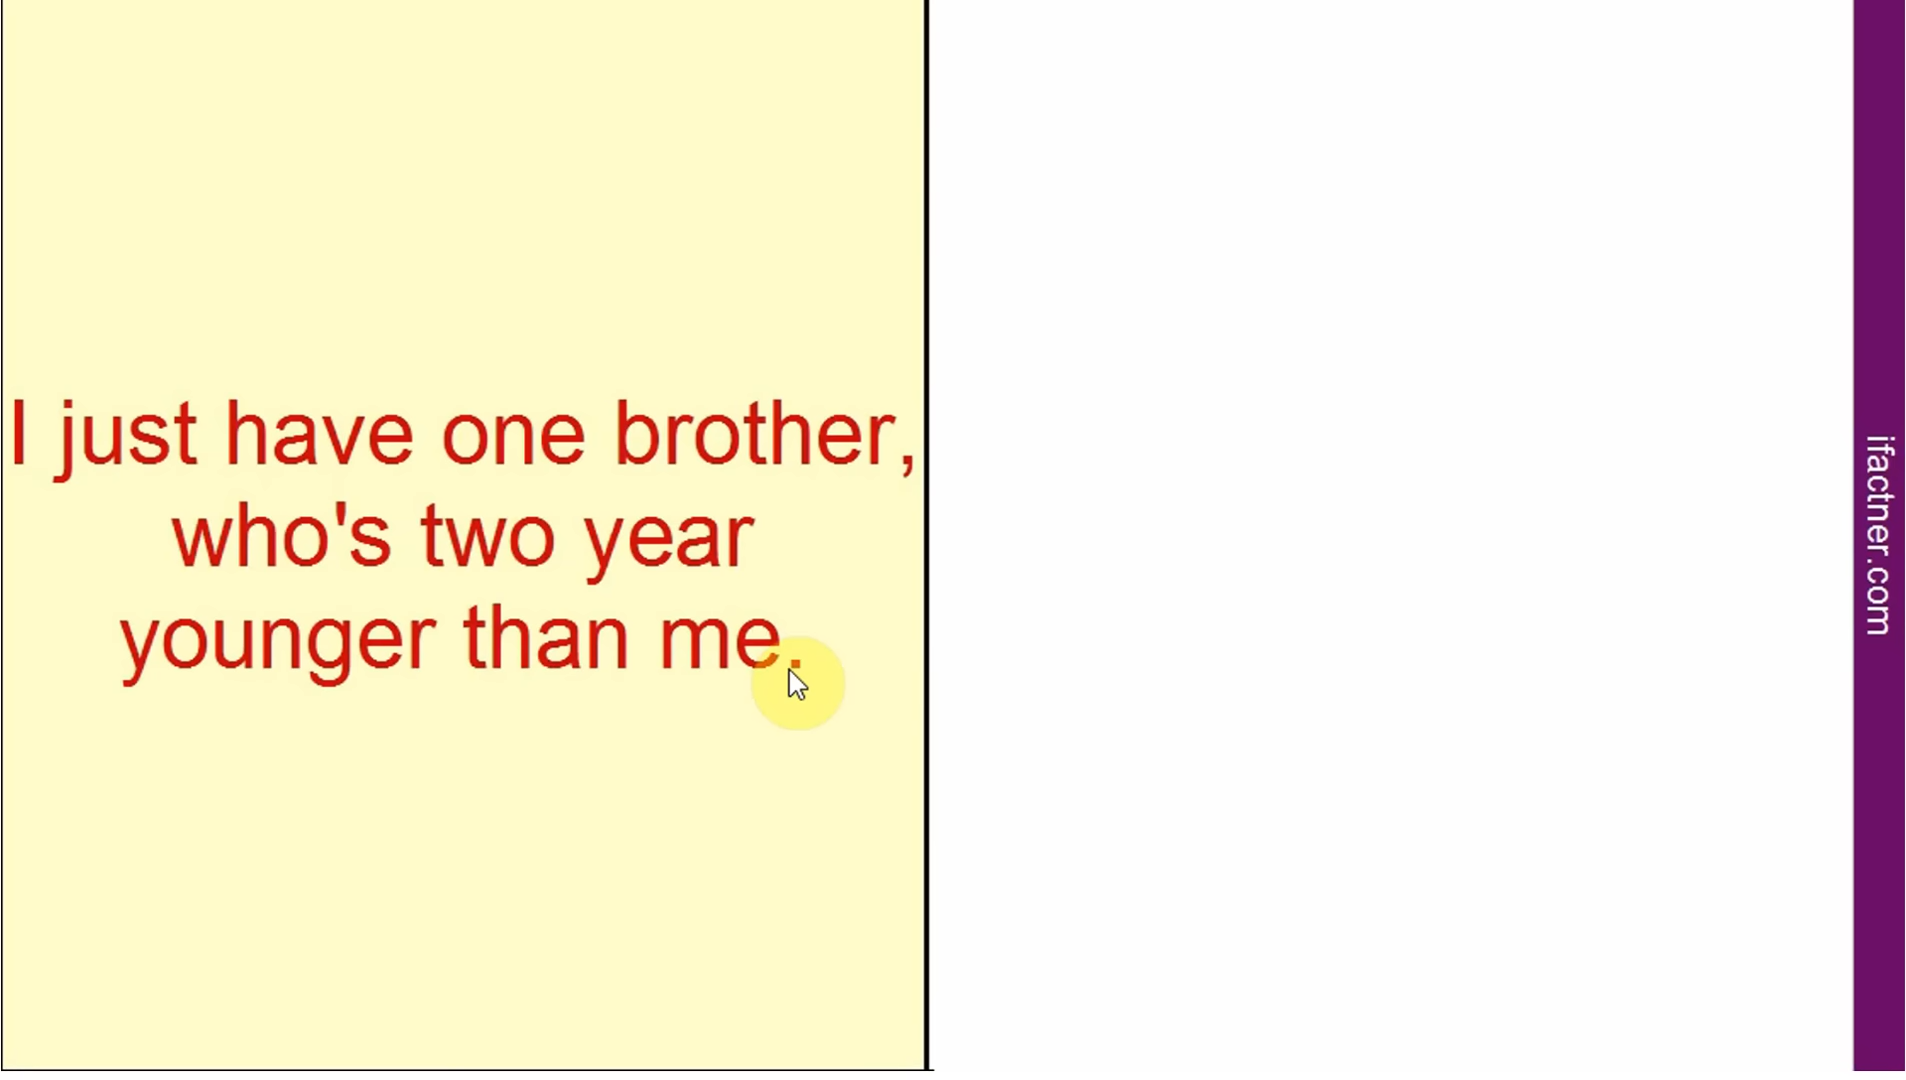 I just have one brother,
who's two year
younger than me.
ifactner.com